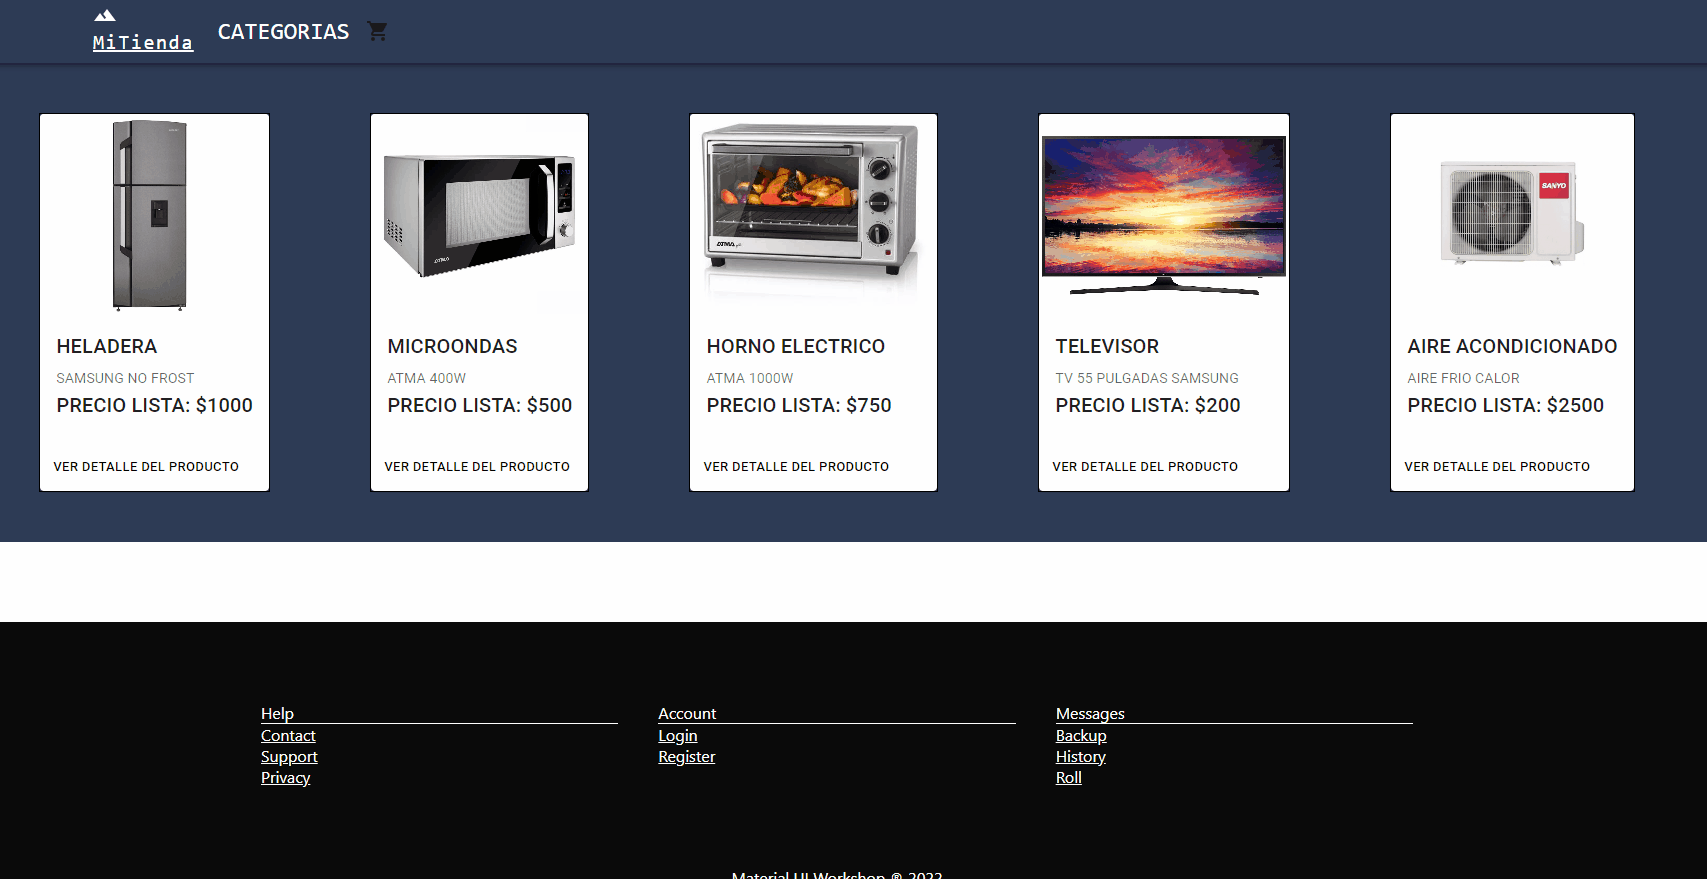 MiTienda
CATEGORIAS
ATMA
ATMA
SANYO
HELADERA
SAMSUNG NO FROST
PRECIO LISTA: $1000
VER DETALLE DEL PRODUCTO
MICROONDAS
ATMA 400W
PRECIO LISTA: $500
VER DETALLE DEL PRODUCTO
HORNO ELECTRICO
ATMA 1000W
PRECIO LISTA: $750
VER DETALLE DEL PRODUCTO
TELEVISOR
TV 55 PULGADAS SAMSUNG
PRECIO LISTA: $200
VER DETALLE DEL PRODUCTO
AIRE ACONDICIONADO
AIRE FRIO CALOR
PRECIO LISTA: $2500
VER DETALLE DEL PRODUCTO
Help
Contact
Support
Privacy
Account
Login
Register
Messages
Backup
History
Roll
Material UI Workshop ® 2022